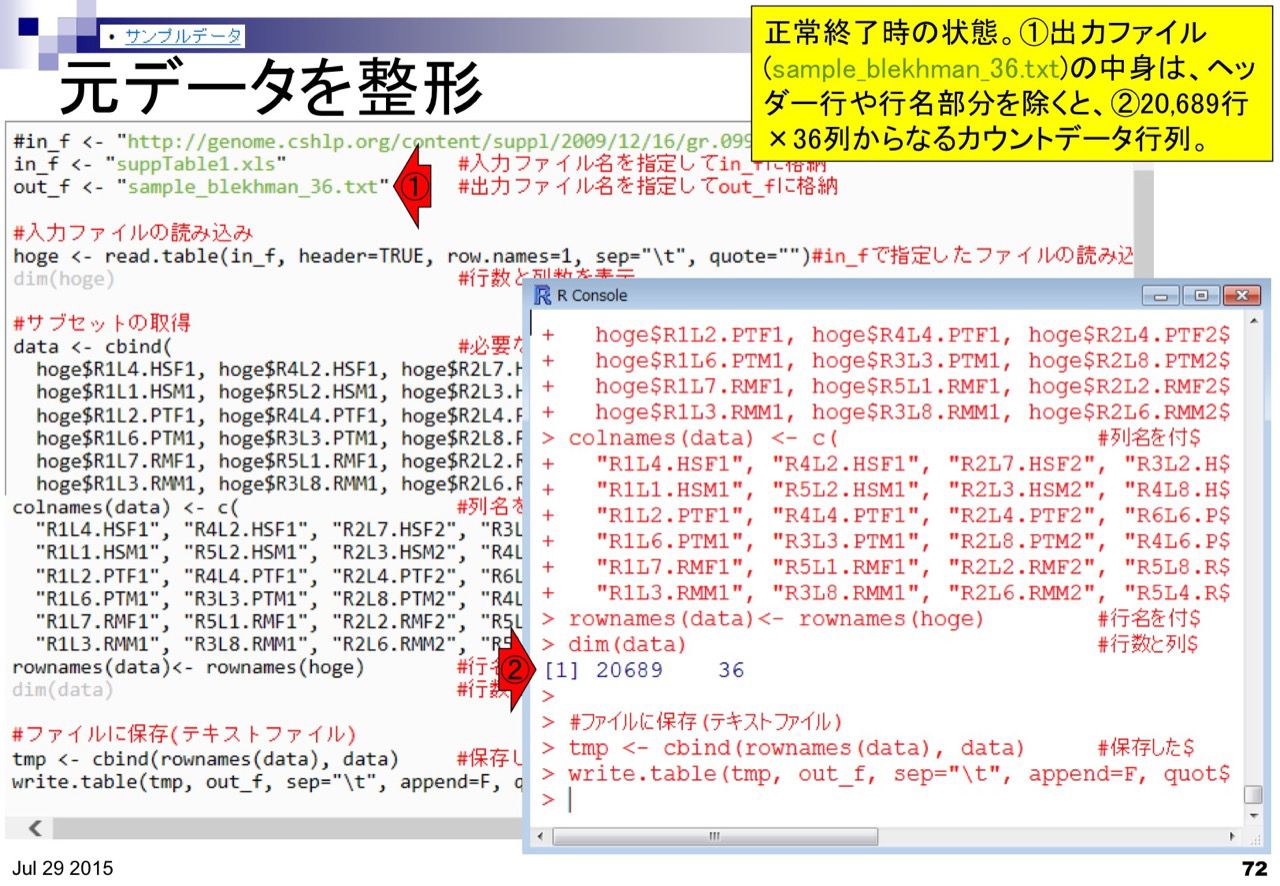 ・サンプルデータ
元データを整形
正常終了時の状態。①出力ファイル
(sample_blekhman_36.txt)の中身は、ヘッ
ダー行や行名部分を除くと、②20,689行
×36列からなるカウントデータ行列。
#in_f <- "http://genome.cshlp.org/content/suppl/2009/12/16/gr.099
in_f <- "suppTable1.xls" #入力ファイル名を指定してin_fに格納
out_f <- "sample_blekhman_36.txt" ① #出力ファイル名を指定してout_fに格納
#入力ファイルの読み込み
hoge <- read.table(in_f, header=TRUE, row.names=1, sep="\t", quote="")#in_fで指定したファイルの読み込
dim(hoge) #行数と列数を表示
#サブセットの取得
data <- cbind( #必要な
hoge$R1L4.HSF1, hoge$R4L2.HSF1, hoge$R2L7.H
hoge$R1L1.HSM1, hoge$R5L2.HSM1, hoge$R2L3.H
hoge$R1L2.PTF1, hoge$R4L4.PTF1, hoge$R2L4.P
hoge$R1L6.PTM1, hoge$R3L3.PTM1, hoge$R2L8.P
hoge$R1L7.RMF1, hoge$R5L1.RMF1, hoge$R2L2.R
hoge$R1L3.RMM1, hoge$R3L8.RMM1, hoge$R2L6.R
colnames(data) <- c( #列名を
"R1L4.HSF1", "R4L2.HSF1", "R2L7.HSF2", "R3L
"R1L1.HSM1", "R5L2.HSM1", "R2L3.HSM2", "R4L
"R1L2.PTF1", "R4L4.PTF1", "R2L4.PTF2", "R6L
"R1L6.PTM1", "R3L3.PTM1", "R2L8.PTM2", "R4L
"R1L7.RMF1", "R5L1.RMF1", "R2L2.RMF2", "R5L
"R1L3.RMM1", "R3L8.RMM1", "R2L6.RMM2", "R5
rownames(data)<- rownames(hoge) #行名
dim(data) #行数
#ファイルに保存(テキストファイル)
tmp <- cbind(rownames(data), data) #保存し
write.table(tmp, out_f, sep="\t", append=F, q
R Console
+ hoge$R1L2.PTF1, hoge$R4L4.PTF1, hoge$R2L4.PTF2$
+ hoge$R1L6.PTM1, hoge$R3L3.PTM1, hoge$R2L8.PTM2$
+ hoge$R1L7.RMF1, hoge$R5L1.RMF1, hoge$R2L2.RMF2$
+ hoge$R1L3.RMM1, hoge$R3L8.RMM1, hoge$R2L6.RMM2$
> colnames(data) <- c( #列名を付$
+ "R1L4.HSF1", "R4L2.HSF1", "R2L7.HSF2", "R3L2.H$
+ "R1L1.HSM1", "R5L2.HSM1", "R2L3.HSM2", "R4L8.H$
+ "R1L2.PTF1", "R4L4.PTF1", "R2L4.PTF2", "R6L6.P$
+ "R1L6.PTM1", "R3L3.PTM1", "R2L8.PTM2", "R4L6.P$
+ "R1L7.RMF1", "R5L1.RMF1", "R2L2.RMF2", "R5L8.R$
+ "R1L3.RMM1", "R3L8.RMM1", "R2L6.RMM2", "R5L4.R$
> rownames(data)<- rownames(hoge) #行名を付$
> dim(data) #行数と列$
② [1] 20689 36
>
> #ファイルに保存(テキストファイル)
> tmp <- cbind(rownames(data), data) #保存した$
> write.table(tmp, out_f, sep="\t", append=F, quot$
>
Jul 29 2015
72